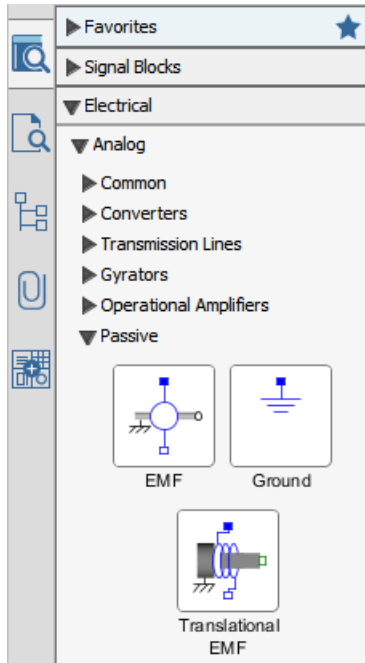 Favorites
Signal Blocks
Electrical
Analog
Common
Converters
Transmission Lines
Gyrators
Operational Amplifiers
Passive
EMF
Ground
Translational
EMF